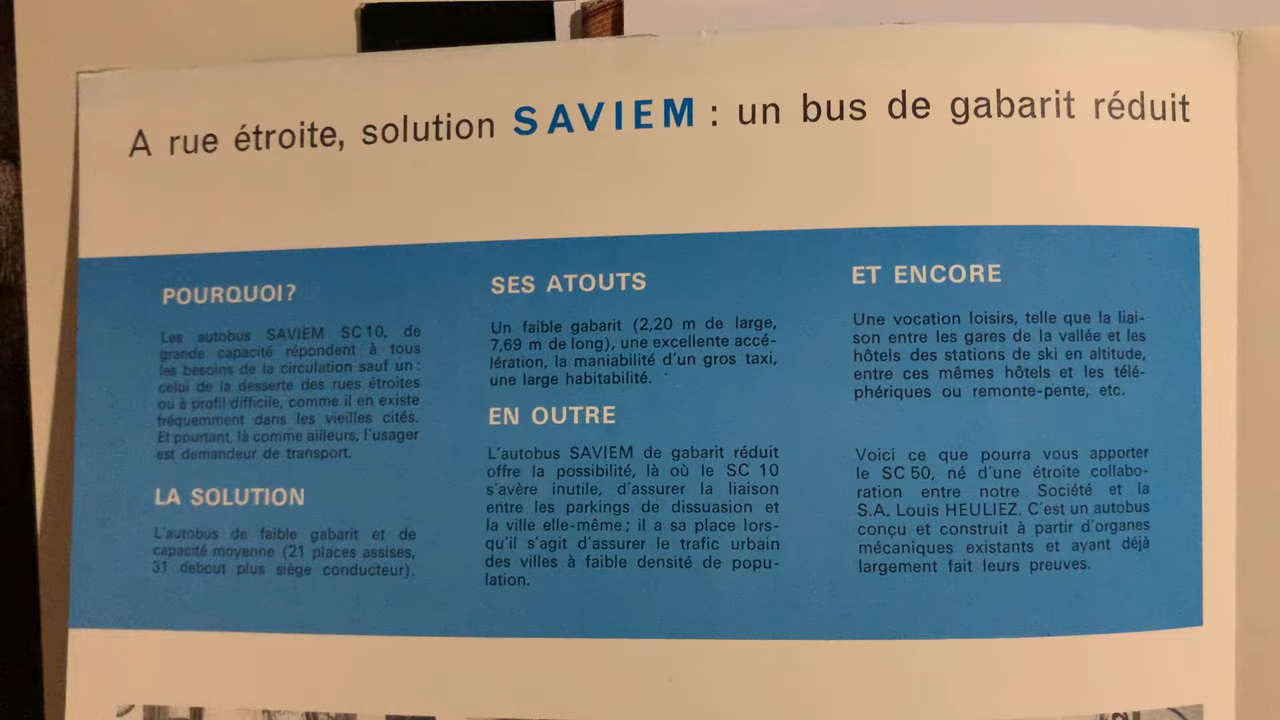 A rue étroite, solution SAVIEM : un bus de gabarit réduit
POURQUOI?
Les autobus SAVIEM SC 10, de
grande capacité répondent à tous
les besoins de la circulation sauf un :
celui de la desserte des rues étroites
ou à profil difficile, comme il en existe
fréquemment dans les vieilles cités.
Et pourtant, là comme ailleurs, l'usager
est demandeur de transport.
LA SOLUTION
L'autobus de faible gabarit et de
capacité moyenne (21 places assises,
31 debout plus siège conducteur).
SES ATOUTS
Un faible gabarit (2,20 m de large,
7,69 m de long), une excellente accé-
lération, la maniabilité d'un gros taxi,
une large habitabilité.
EN OUTRE
L'autobus SAVIEM de gabarit réduit
offre la possibilité, là où le SC 10
s'avère inutile, d'assurer la liaison
entre les parkings de dissuasion et
la ville elle-même ; il a sa place lors-
qu'il s'agit d'assurer le trafic urbain
des villes à faible densité de popu-
lation.
ET ENCORE
Une vocation loisirs, telle que la liai-
son entre les gares de la vallée et les
hôtels des stations de ski en altitude,
entre ces mêmes hôtels et les télé-
phériques ou remonte-pente, etc.
Voici ce que pourra vous apporter
le SC 50, né d'une étroite collabo-
ration entre notre Société et la
S.A. Louis HEULIEZ. C'est un autobus
conçu et construit à partir d'organes
mécaniques existants et ayant déjà
largement fait leurs preuves.